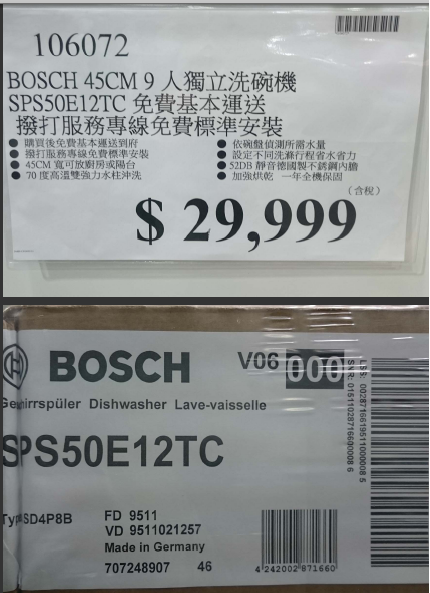 106072
BOSCH 45CM 9 人獨立洗碗機
SPS50E12TC 免費基本運送
撥打服務專線免費標準安裝
● 購買後免費基本運送到府
● 撥打服務專線免費標準安裝
● 45CM 寬可放廚房或陽台
● 70 度高溫雙強力水柱沖洗
● 依碗盤偵測所需水量
● 設定不同洗滌行程省水省力
● 52DB 靜音德國製不銹鋼內膽
● 加強烘乾 一年全機保固
(含稅)
$ 29,999
BOSCH
V06 000
Geschirrspüler Dishwasher Lave-vaisselle
SPS50E12TC
Typ SD4P8B
FD 9511
VD 9511021257
Made in Germany
707248907 46
4 242002 871660